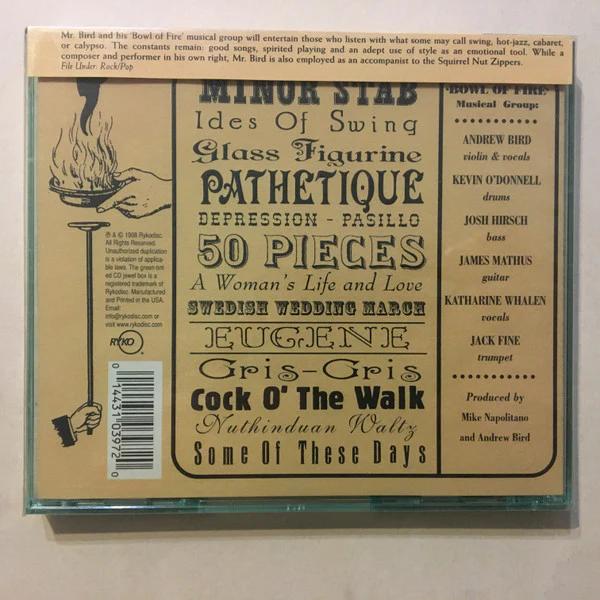 Mr. Bird and his 'Bowl of Fire' musical group will entertain those who listen with what some may call swing, hot-jazz, cabaret,
or calypso. The constants remain: good songs, spirited playing and an adept use of style as an emotional tool. While a
composer and performer in his own right, Mr. Bird is also employed as an accompanist to the Squirrel Nut Zippers.
File Under: Rock/Pop
MINOR STAB
Ides Of Swing
Glass Figurine
PATHETIQUE
DEPRESSION - PASILLO
50 PIECES
A Woman's Life and Love
SWEDISH WEDDING MARCH
EUGENE
Gris-Gris
Cock O' The Walk
Nuthinduan Waltz
Some Of These Days
BOWL OF FIRE
Musical Group:
ANDREW BIRD
violin & vocals
KEVIN O'DONNELL
drums
JOSH HIRSCH
bass
JAMES MATHUS
guitar
KATHARINE WHALEN
vocals
JACK FINE
trumpet
Produced by
Mike Napolitano
and Andrew Bird
℗ & © 1998 Rykodisc.
All Rights Reserved.
Unauthorized duplication
is a violation of applica-
ble laws. The green tint-
ed CD jewel box is a
registered trademark of
Rykodisc. Manufactured
and Printed in the USA.
Email:
info@rykodisc.com or
visit www.rykodisc.com
RYKO
0 14431 03972 0